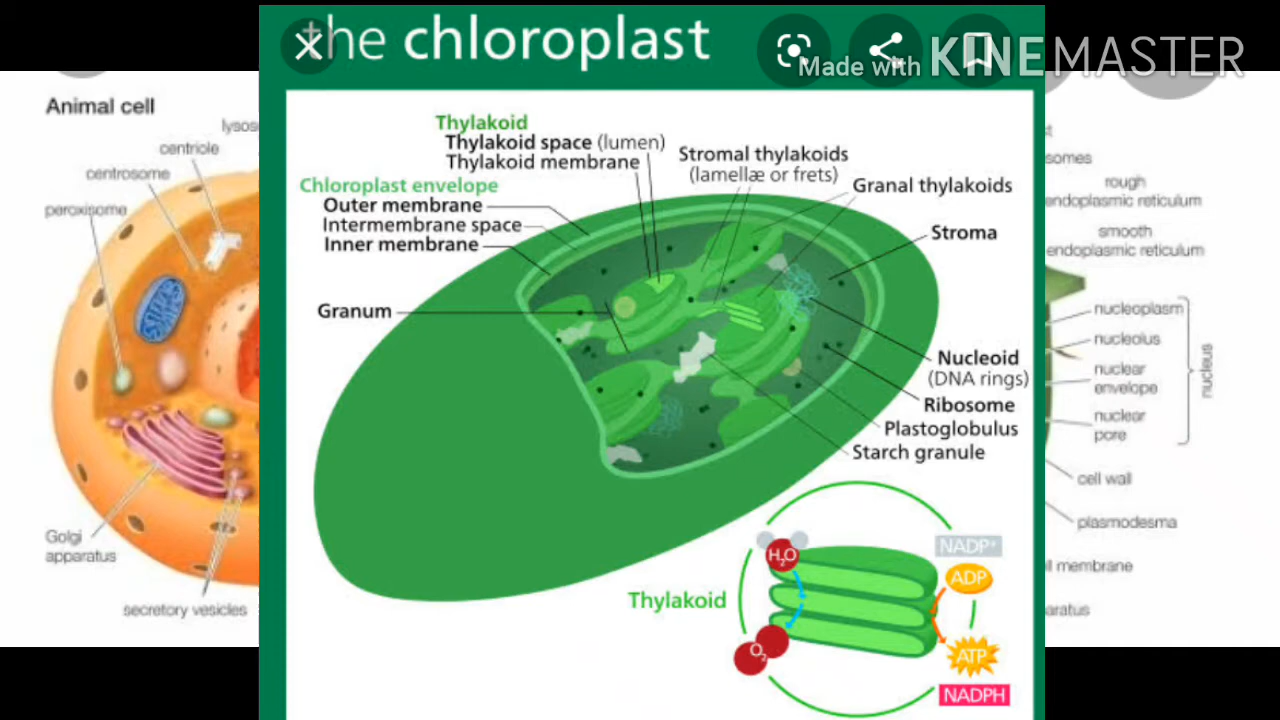 the chloroplast
Made with KINEMASTER
Animal cell
centriole
centrosome
peroxisome
Golgi
apparatus
secretory vesicles
Thylakoid
Thylakoid space (lumen)
Thylakoid membrane
Stromal thylakoids
(lamellæ or frets)
Granal thylakoids
Chloroplast envelope
Outer membrane
Intermembrane space
Inner membrane
Stroma
Granum
Nucleoid
(DNA rings)
Ribosome
Plastoglobulus
Starch granule
Thylakoid
H₂O
O₂
NADP⁺
ADP
ATP
NADPH
rough
endoplasmic reticulum
smooth
endoplasmic reticulum
nucleoplasm
nucleolus
nuclear
envelope
nuclear
pore
nucleus
cell wall
plasmodesma
membrane